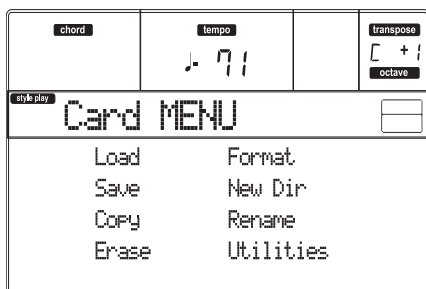 chord tempo transpose
♩- 71 C +1
octave
style play
Card MENU
Load Format
Save New Dir
Copy Rename
Erase Utilities